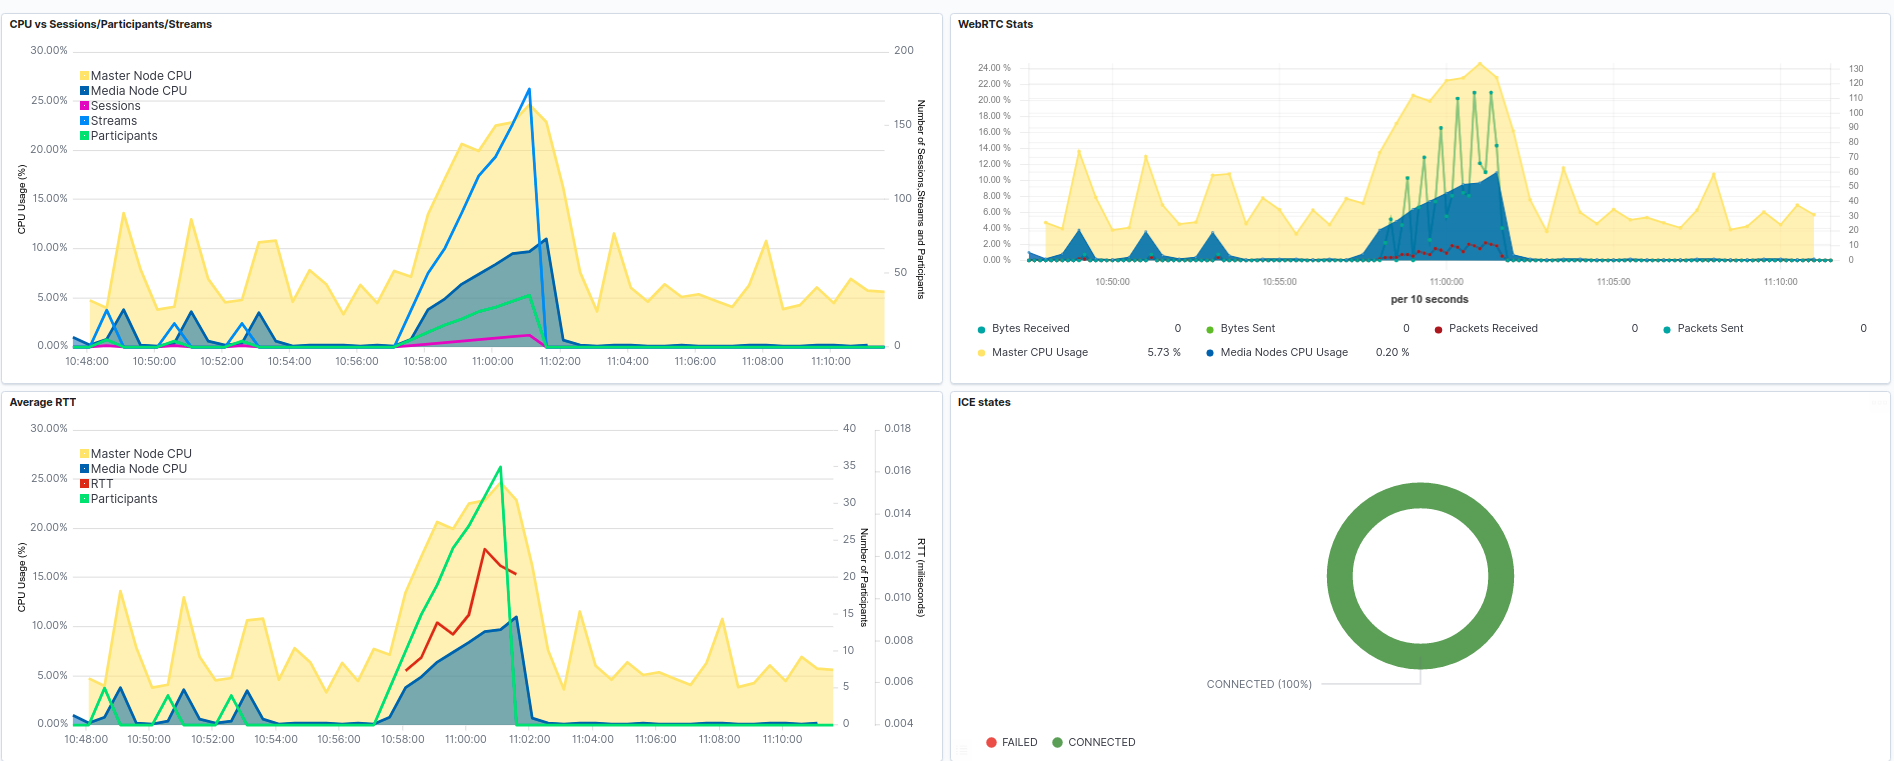 CPU vs Sessions/Participants/Streams
30.00%
25.00%
20.00%
15.00%
10.00%
5.00%
0.00%
CPU Usage (%)
Master Node CPU
Media Node CPU
Sessions
Streams
Participants
200
150
100
50
0
Number of Sessions,Streams and Participants
10:48:00 10:50:00 10:52:00 10:54:00 10:56:00 10:58:00 11:00:00 11:02:00 11:04:00 11:06:00 11:08:00 11:10:00
WebRTC Stats
24.00 %
22.00 %
20.00 %
18.00 %
16.00 %
14.00 %
12.00 %
10.00 %
8.00 %
6.00 %
4.00 %
2.00 %
0.00 %
130
120
110
100
90
80
70
60
50
40
30
20
10
0
10:50:00 10:55:00 11:00:00 11:05:00 11:10:00
per 10 seconds
Bytes Received 0 Bytes Sent 0 Packets Received 0 Packets Sent 0
Master CPU Usage 5.73 % Media Nodes CPU Usage 0.20 %
Average RTT
30.00%
25.00%
20.00%
15.00%
10.00%
5.00%
0.00%
CPU Usage (%)
Master Node CPU
Media Node CPU
RTT
Participants
40
35
30
25
20
15
10
5
0
Number of Participants
0.018
0.016
0.014
0.012
0.010
0.008
0.006
0.004
RTT (miliseconds)
10:48:00 10:50:00 10:52:00 10:54:00 10:56:00 10:58:00 11:00:00 11:02:00 11:04:00 11:06:00 11:08:00 11:10:00
ICE states
CONNECTED (100%)
FAILED CONNECTED